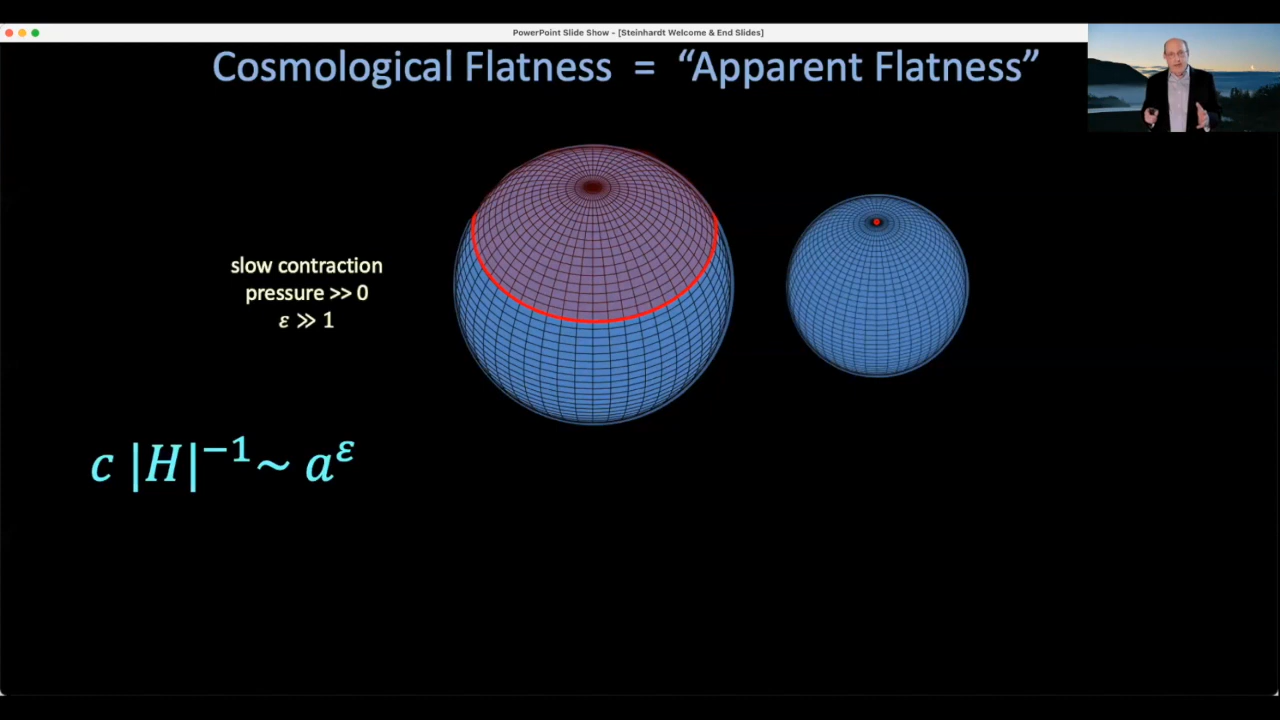 PowerPoint Slide Show - [Steinhardt Welcome & End Slides]
Cosmological Flatness = “Apparent Flatness”
slow contraction
pressure >> 0
ε ≫ 1
c |H|⁻¹ ~ a^ε